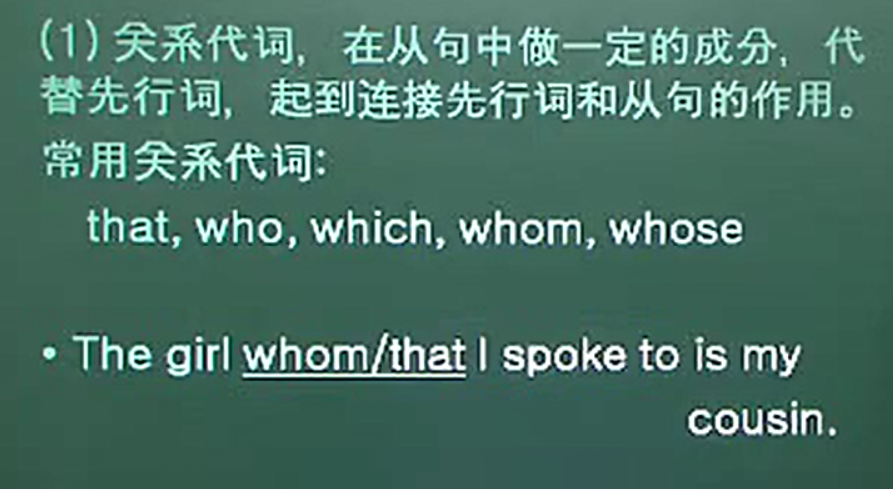 (1) 关系代词，在从句中做一定的成分，代
替先行词，起到连接先行词和从句的作用。
常用关系代词:
that, who, which, whom, whose
• The girl whom/that I spoke to is my
cousin.